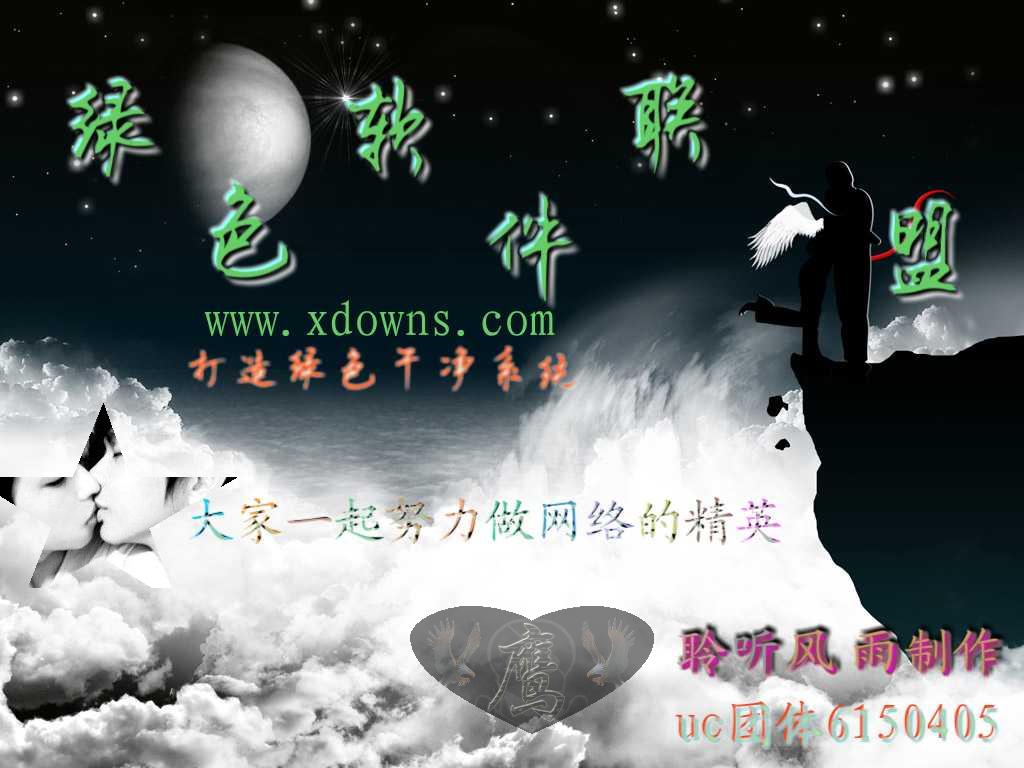 绿色软件联盟
www.xdowns.com
打造绿色干净系统
大家一起努力做网络的精英
鹰
聆听风雨制作
uc团体6150405